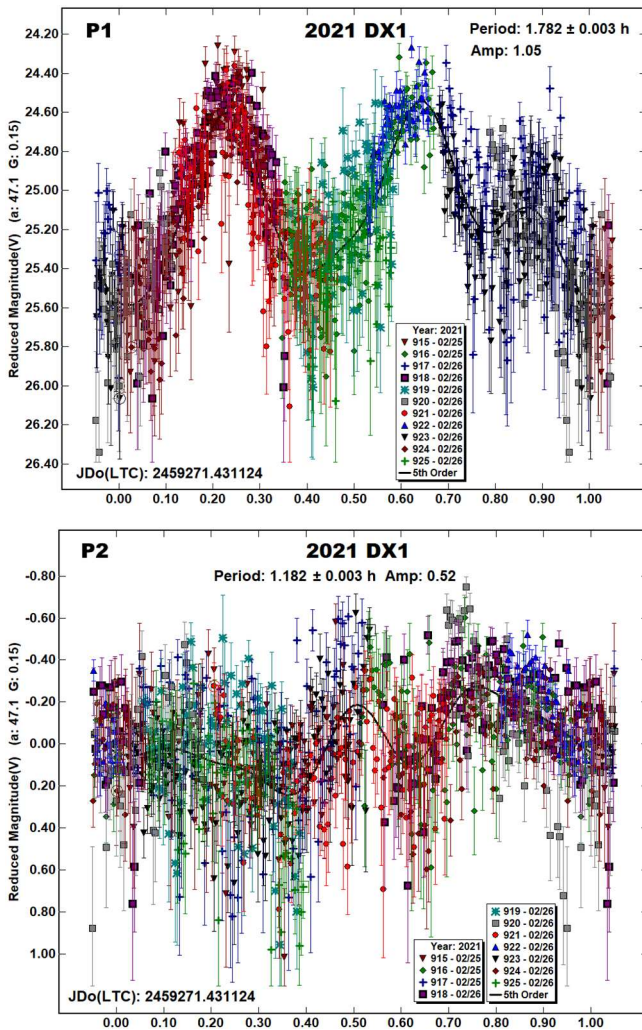 P1
2021 DX1
Period: 1.782 ± 0.003 h
Amp: 1.05
Reduced Magnitude(V) (a: 47.1 G: 0.15)
24.20
24.40
24.60
24.80
25.00
25.20
25.40
25.60
25.80
26.00
26.20
26.40
Year: 2021
915 - 02/25
916 - 02/25
917 - 02/26
918 - 02/26
919 - 02/26
920 - 02/26
921 - 02/26
922 - 02/26
923 - 02/26
924 - 02/26
925 - 02/26
5th Order
JDo(LTC): 2459271.431124
0.00 0.10 0.20 0.30 0.40 0.50 0.60 0.70 0.80 0.90 1.00
P2
2021 DX1
Period: 1.182 ± 0.003 h Amp: 0.52
Reduced Magnitude(V) (a: 47.1 G: 0.15)
-0.80
-0.60
-0.40
-0.20
0.00
0.20
0.40
0.60
0.80
1.00
Year: 2021
915 - 02/25
916 - 02/25
917 - 02/26
918 - 02/26
919 - 02/26
920 - 02/26
921 - 02/26
922 - 02/26
923 - 02/26
924 - 02/26
925 - 02/26
5th Order
JDo(LTC): 2459271.431124
0.00 0.10 0.20 0.30 0.40 0.50 0.60 0.70 0.80 0.90 1.00